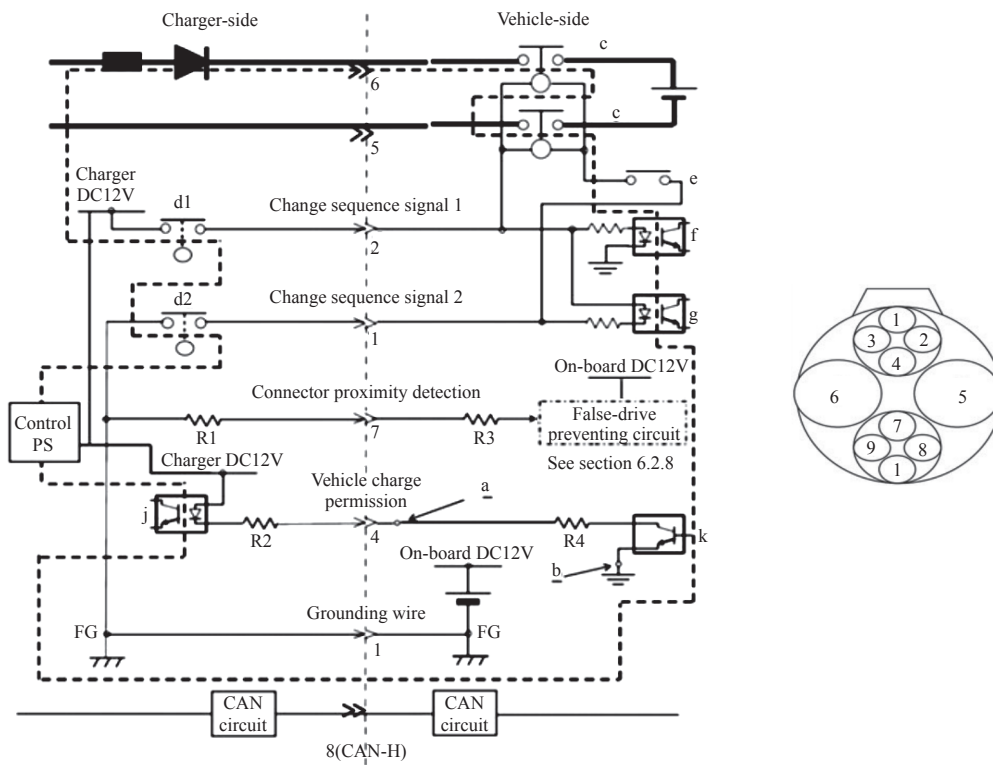 Charger-side
Vehicle-side
c
6
c
5
Charger
DC12V
d1
Change sequence signal 1
2
e
f
d2
Change sequence signal 2
1
g
Connector proximity detection
On-board DC12V
R1
7
R3
False-drive
preventing circuit
See section 6.2.8
Control
PS
Charger DC12V
Vehicle charge
permission
a
j
R2
4
R4
k
On-board DC12V
b
Grounding wire
FG
1
FG
CAN
circuit
CAN
circuit
8(CAN-H)
1
3
2
4
6
5
7
9
8
1